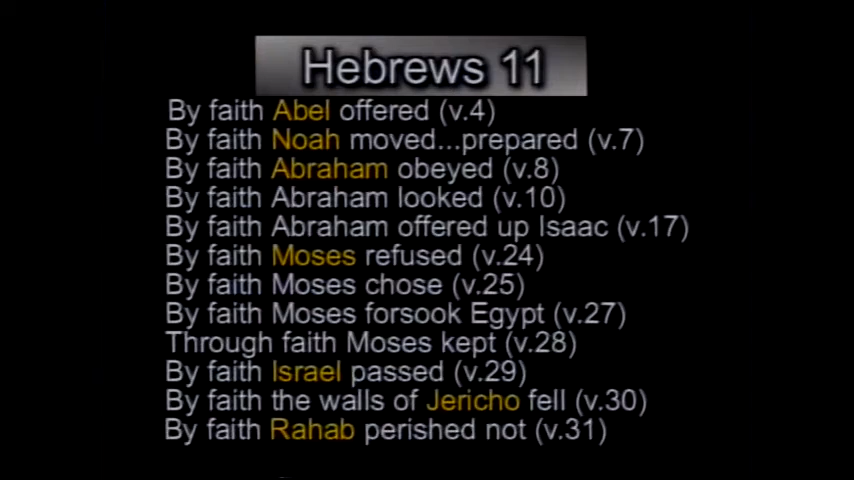 Hebrews 11
By faith Abel offered (v.4)
By faith Noah moved...prepared (v.7)
By faith Abraham obeyed (v.8)
By faith Abraham looked (v.10)
By faith Abraham offered up Isaac (v.17)
By faith Moses refused (v.24)
By faith Moses chose (v.25)
By faith Moses forsook Egypt (v.27)
Through faith Moses kept (v.28)
By faith Israel passed (v.29)
By faith the walls of Jericho fell (v.30)
By faith Rahab perished not (v.31)